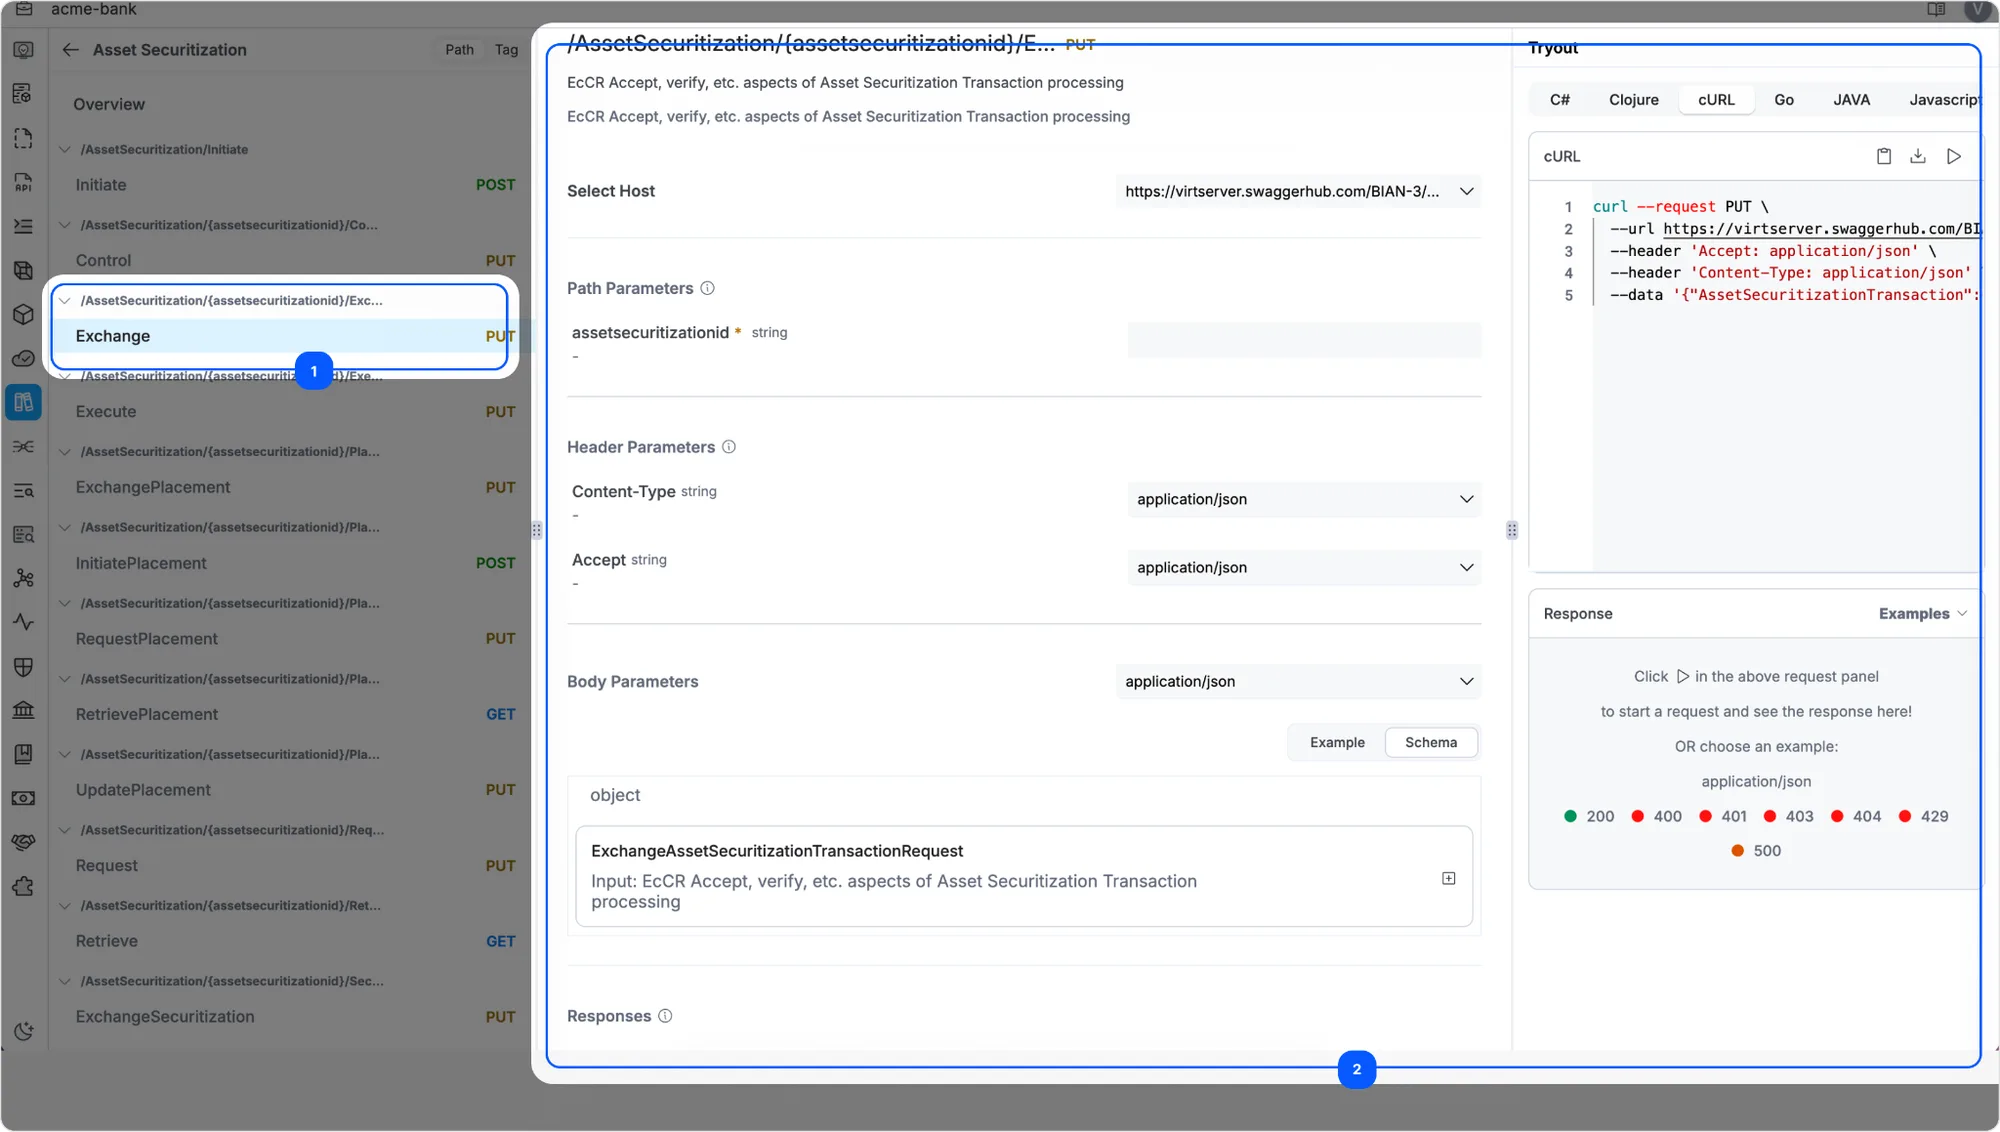 acme-bank
V
Asset Securitization
Path
Tag
Overview
/AssetSecuritization/Initiate
Initiate POST
/AssetSecuritization/{assetsecuritizationid}/Co...
Control PUT
/AssetSecuritization/{assetsecuritizationid}/Exc...
Exchange PUT
1
/AssetSecuritization/{assetsecuritizationid}/Exe...
Execute PUT
/AssetSecuritization/{assetsecuritizationid}/Pla...
ExchangePlacement PUT
/AssetSecuritization/{assetsecuritizationid}/Pla...
InitiatePlacement POST
/AssetSecuritization/{assetsecuritizationid}/Pla...
RequestPlacement PUT
/AssetSecuritization/{assetsecuritizationid}/Pla...
RetrievePlacement GET
/AssetSecuritization/{assetsecuritizationid}/Pla...
UpdatePlacement PUT
/AssetSecuritization/{assetsecuritizationid}/Req...
Request PUT
/AssetSecuritization/{assetsecuritizationid}/Ret...
Retrieve GET
/AssetSecuritization/{assetsecuritizationid}/Sec...
ExchangeSecuritization PUT
API
/AssetSecuritization/{assetsecuritizationid}/E... PUT
EcCR Accept, verify, etc. aspects of Asset Securitization Transaction processing
EcCR Accept, verify, etc. aspects of Asset Securitization Transaction processing
Select Host https://virtserver.swaggerhub.com/BIAN-3/...
Path Parameters
assetsecuritizationid * string
-
Header Parameters
Content-Type string application/json
-
Accept string application/json
-
Body Parameters application/json
Example Schema
object
ExchangeAssetSecuritizationTransactionRequest
Input: EcCR Accept, verify, etc. aspects of Asset Securitization Transaction
processing
Responses
2
Tryout
C# Clojure cURL Go JAVA Javascript
cURL
1 curl --request PUT \
2 --url https://virtserver.swaggerhub.com/BI
3 --header 'Accept: application/json' \
4 --header 'Content-Type: application/json'
5 --data '{"AssetSecuritizationTransaction":
Response Examples
Click in the above request panel
to start a request and see the response here!
OR choose an example:
application/json
200 400 401 403 404 429
500